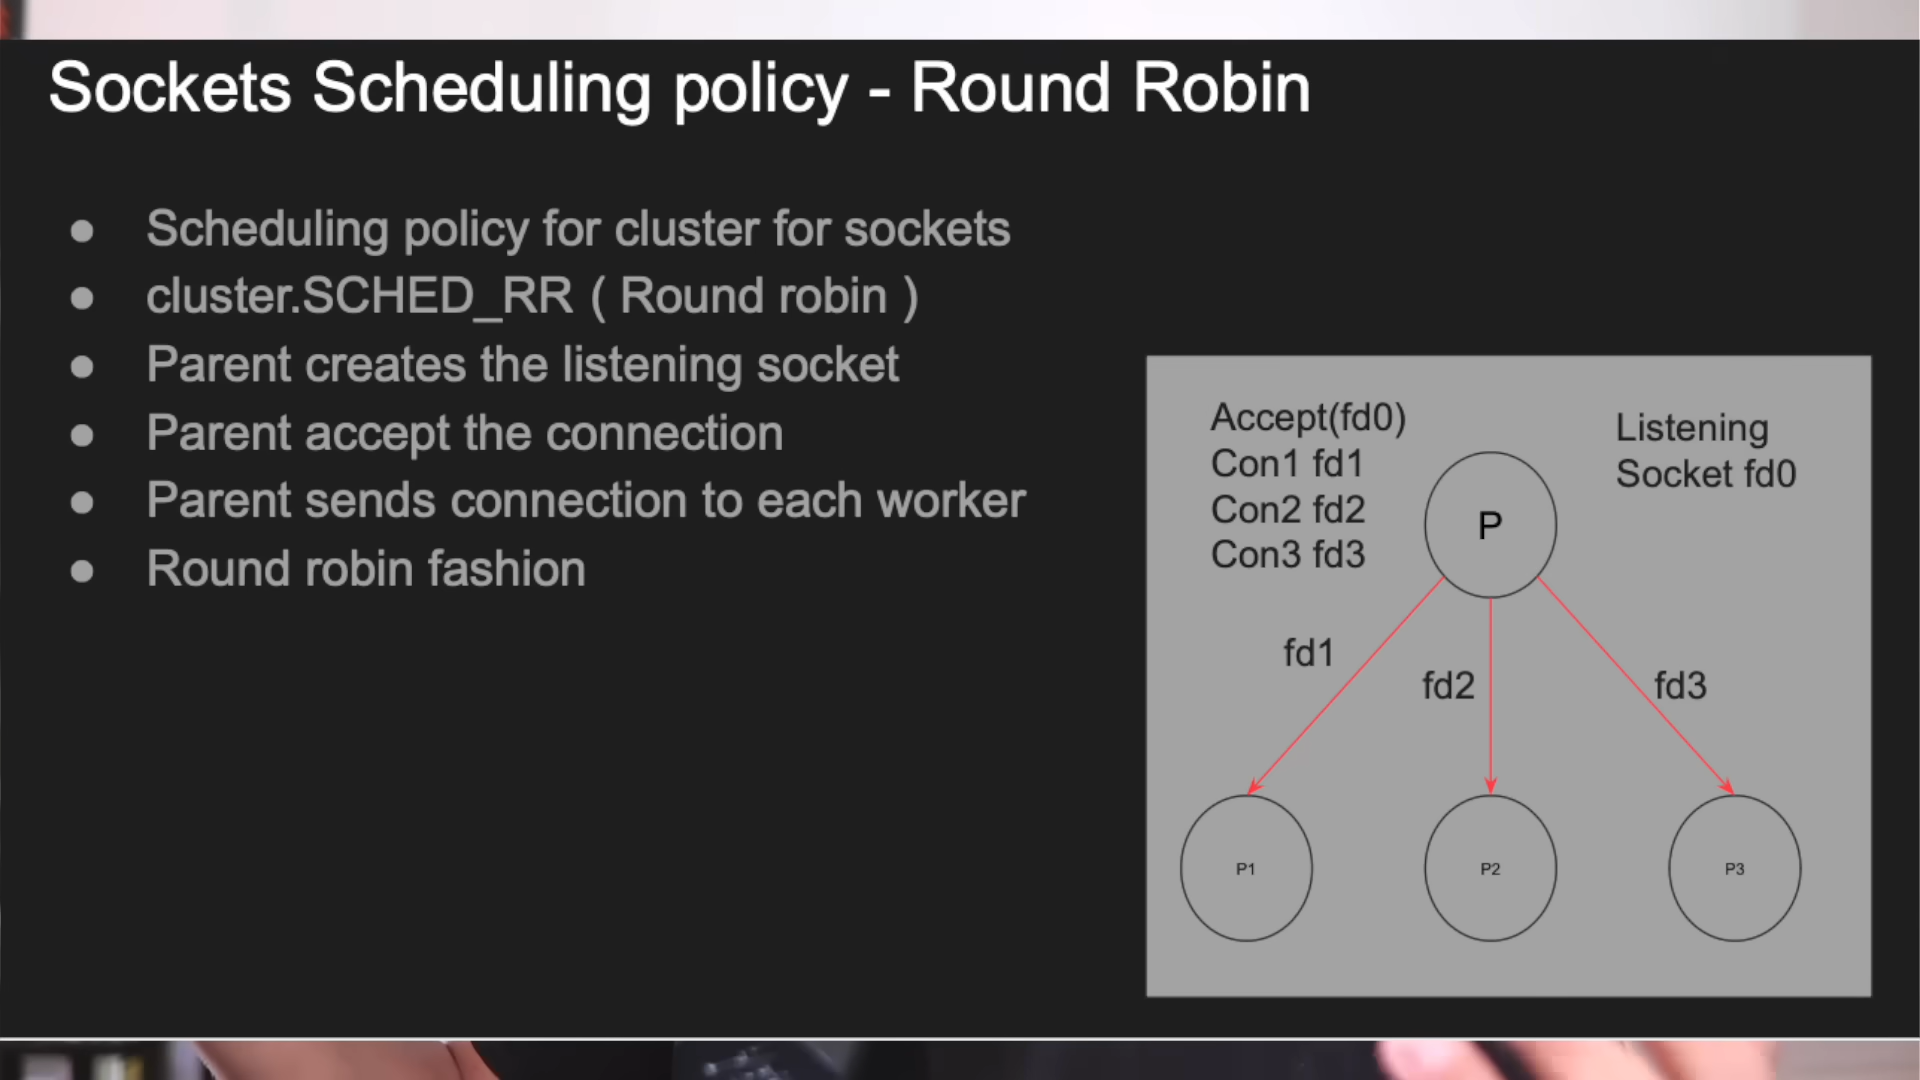 Sockets Scheduling policy - Round Robin
● Scheduling policy for cluster for sockets
● cluster.SCHED_RR ( Round robin )
● Parent creates the listening socket
● Parent accept the connection
● Parent sends connection to each worker
● Round robin fashion
Accept(fd0)
Con1 fd1
Con2 fd2
Con3 fd3
Listening
Socket fd0
P
fd1
fd2
fd3
P1
P2
P3